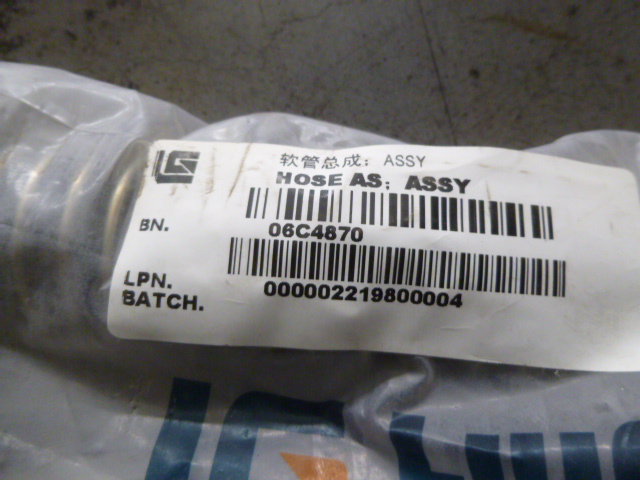 软管总成：ASSY
HOSE AS：ASSY
BN.
06C4870
LPN.
BATCH.
000002219800004